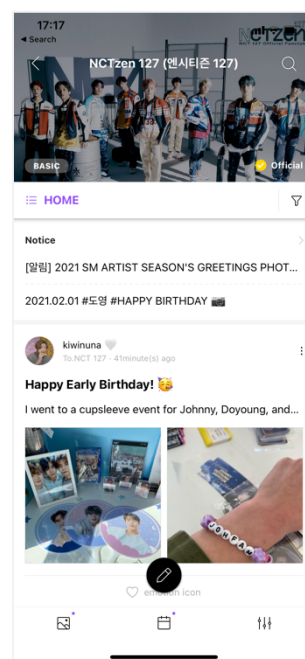 17:17
◂ Search
NCTzen
NCTzen 127 (엔시티즌 127)
BASIC
Official
HOME
Notice
[알림] 2021 SM ARTIST SEASON'S GREETINGS PHOT...
2021.02.01 #도영 #HAPPY BIRTHDAY 📷
kiwinuna 🤍
To.NCT 127 · 41minute(s) ago
Happy Early Birthday! 🥳
I went to a cupsleeve event for Johnny, Doyoung, and...
JOHFAM
emotion icon